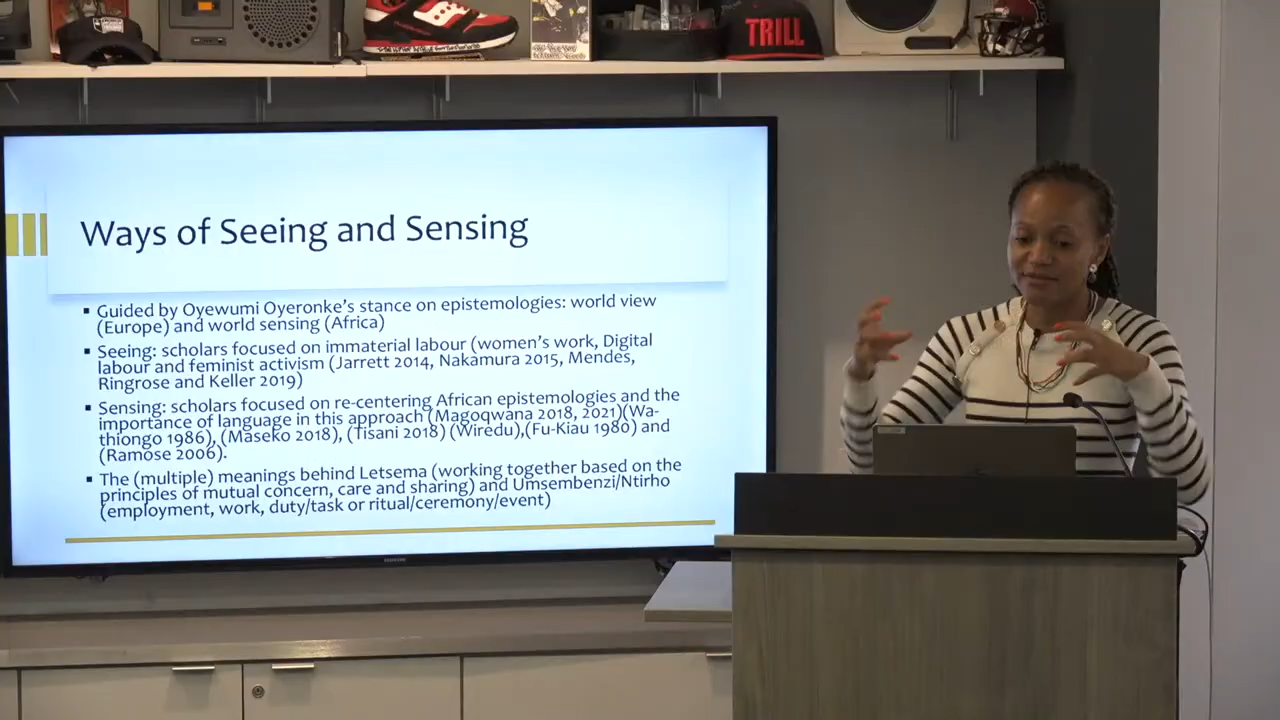 TRILL
Ways of Seeing and Sensing
▪ Guided by Oyewumi Oyeronke's stance on epistemologies: world view
(Europe) and world sensing (Africa)
▪ Seeing: scholars focused on immaterial labour (women's work, Digital
labour and feminist activism (Jarrett 2014, Nakamura 2015, Mendes,
Ringrose and Keller 2019)
▪ Sensing: scholars focused on re-centering African epistemologies and the
importance of language in this approach (Magoqwana 2018, 2021)(Wa-
thiongo 1986), (Maseko 2018), (Tisani 2018) (Wiredu),(Fu-Kiau 1980) and
(Ramose 2006).
▪ The (multiple) meanings behind Letsema (working together based on the
principles of mutual concern, care and sharing) and Umsembenzi/Ntirho
(employment, work, duty/task or ritual/ceremony/event)
SAMSUNG